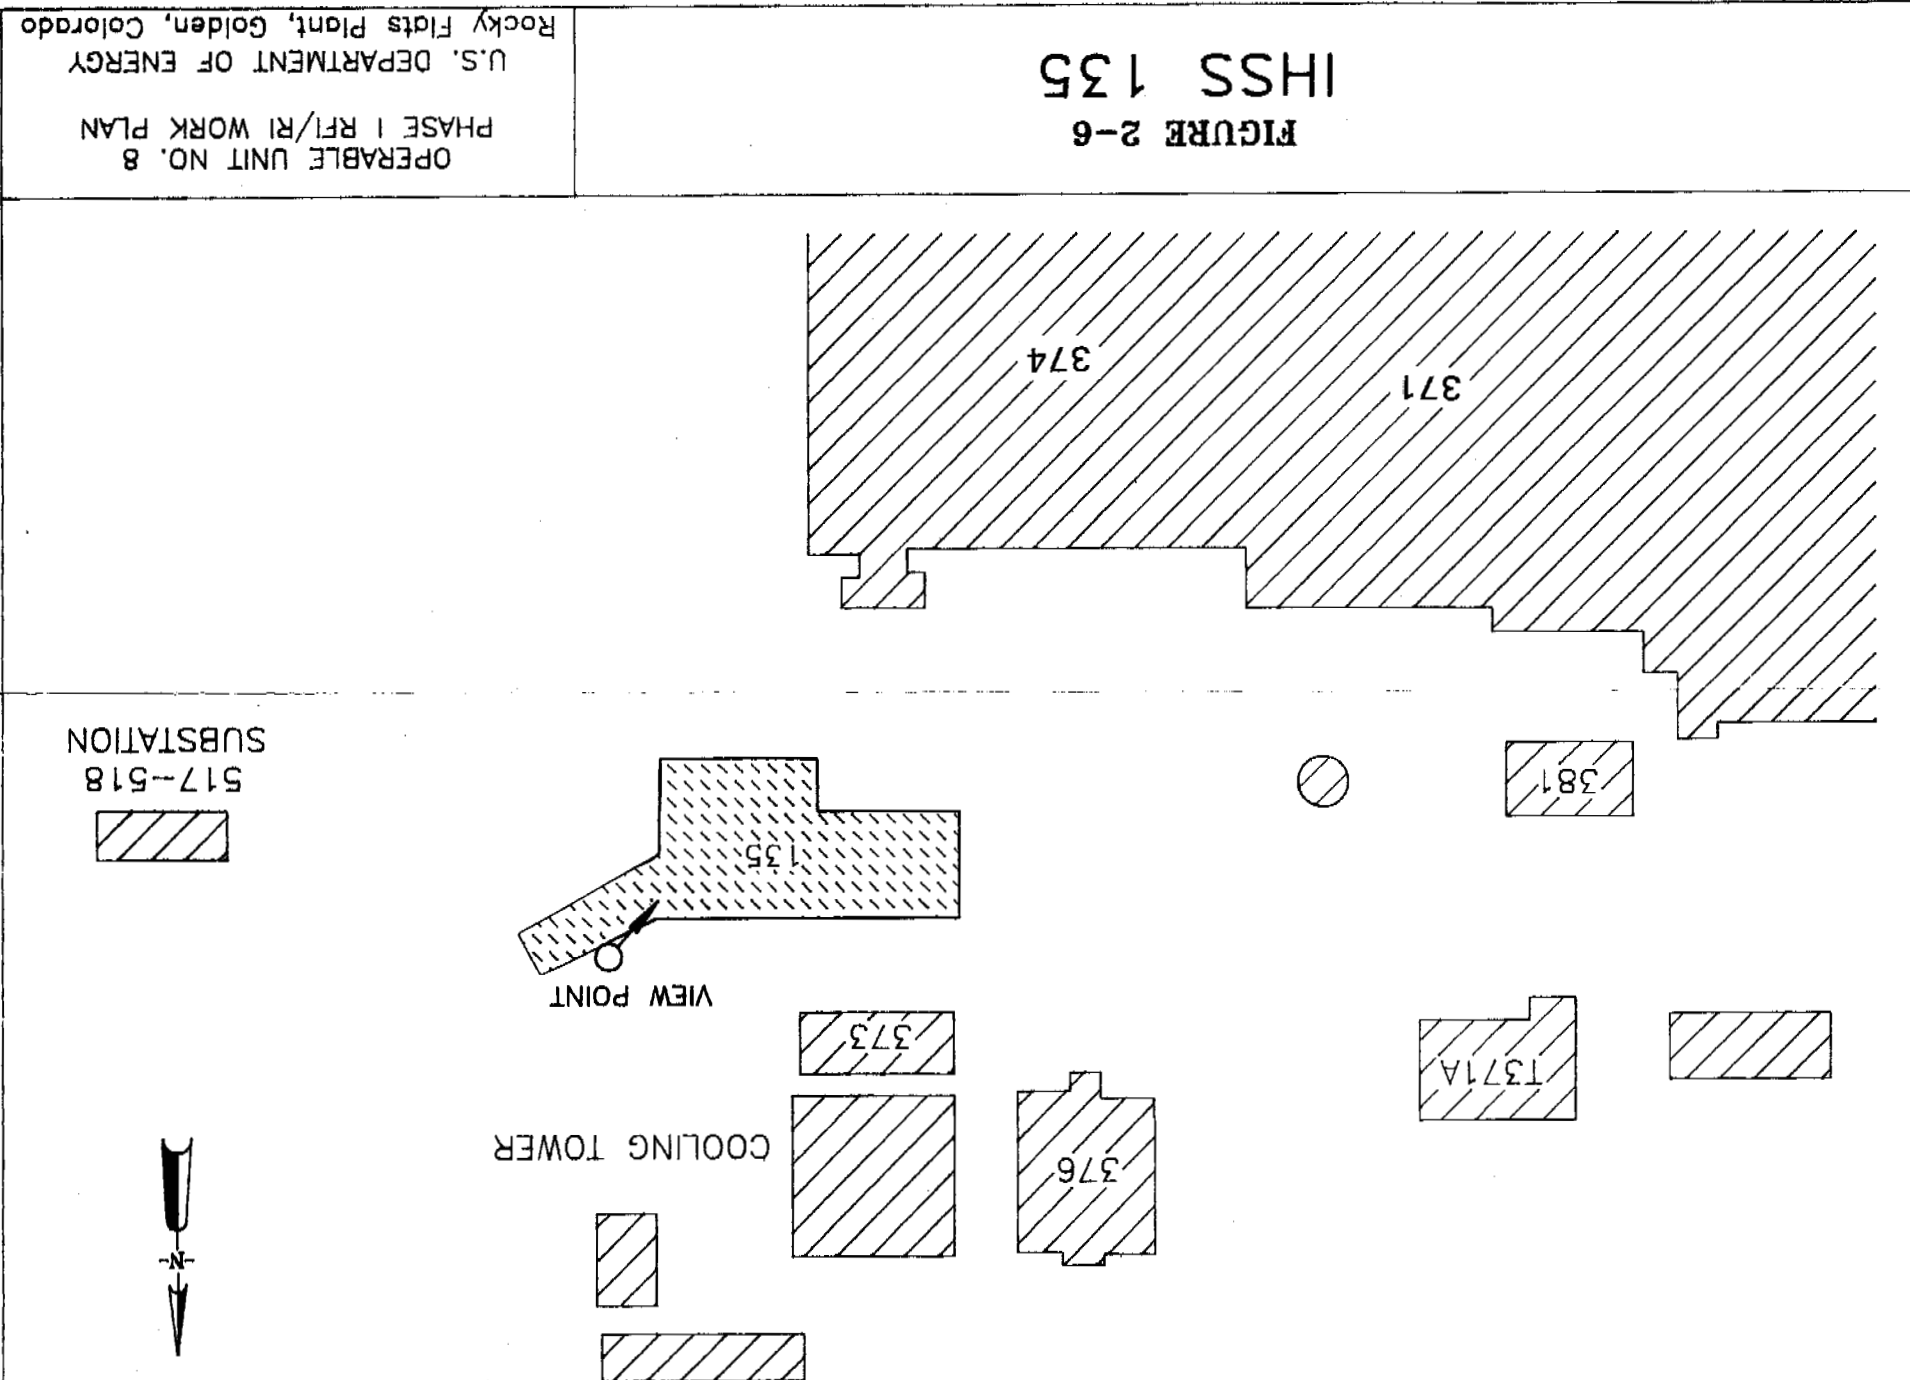 COOLING TOWER
376
T371A
373
VIEW POINT
135
381
517-518
SUBSTATION
371
374
N
FIGURE 2-6
IHSS 135
OPERABLE UNIT NO. 8
PHASE I RFI/RI WORK PLAN
U.S. DEPARTMENT OF ENERGY
Rocky Flats Plant, Golden, Colorado